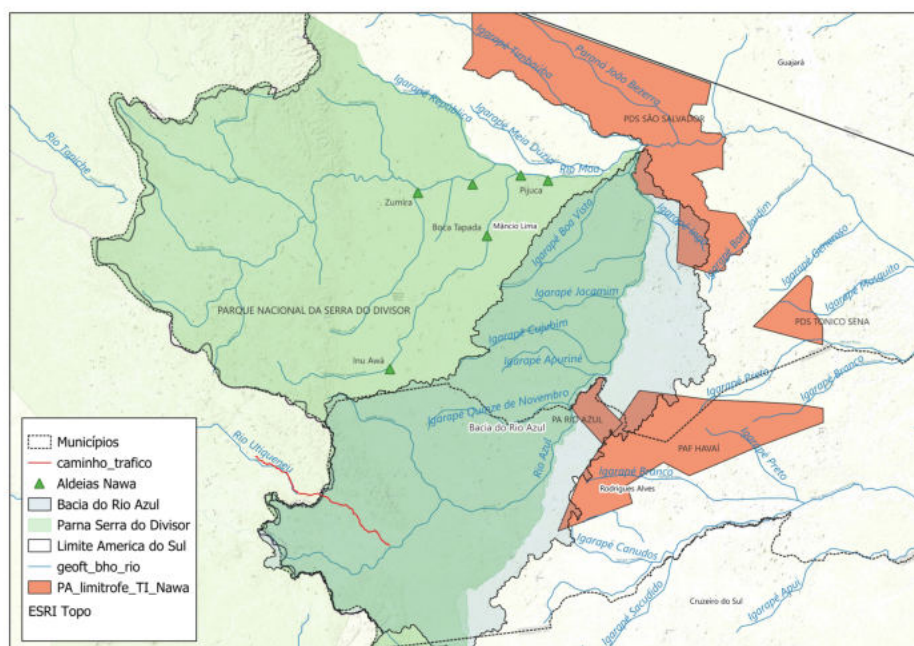 Guajará
Igarapé Timbaúba
Paraná João Bezerra
PDS SÃO SALVADOR
Igarapé República
Igarapé Meia Dúzia
Rio Moa
Rio Tapiche
Pijuca
Zumira
Boca Tapada
Mâncio Lima
Igarapé Boa Vista
Igarapé Bom Jardim
Igarapé Generoso
Igarapé Mosquito
Igarapé Jacamim
PARQUE NACIONAL DA SERRA DO DIVISOR
PDS TONICO SENA
Igarapé Cujubim
Igarapé Apuriné
Inu Awá
Igarapé Preto
Igarapé Branco
Igarapé Quinze de Novembro
PA RIO AZUL
Bacia do Rio Azul
Rio Azul
PAF HAVAÍ
Igarapé Preto
Rio Utiqueneu
Igarapé Branco
Rodrigues Alves
Igarapé Canudos
Igarapé Sacudido
Cruzeiro do Sul
Igarapé Apuí
Municípios
caminho_trafico
Aldeias Nawa
Bacia do Rio Azul
Parna Serra do Divisor
Limite America do Sul
geoft_bho_rio
PA_limitrofe_TI_Nawa
ESRI Topo